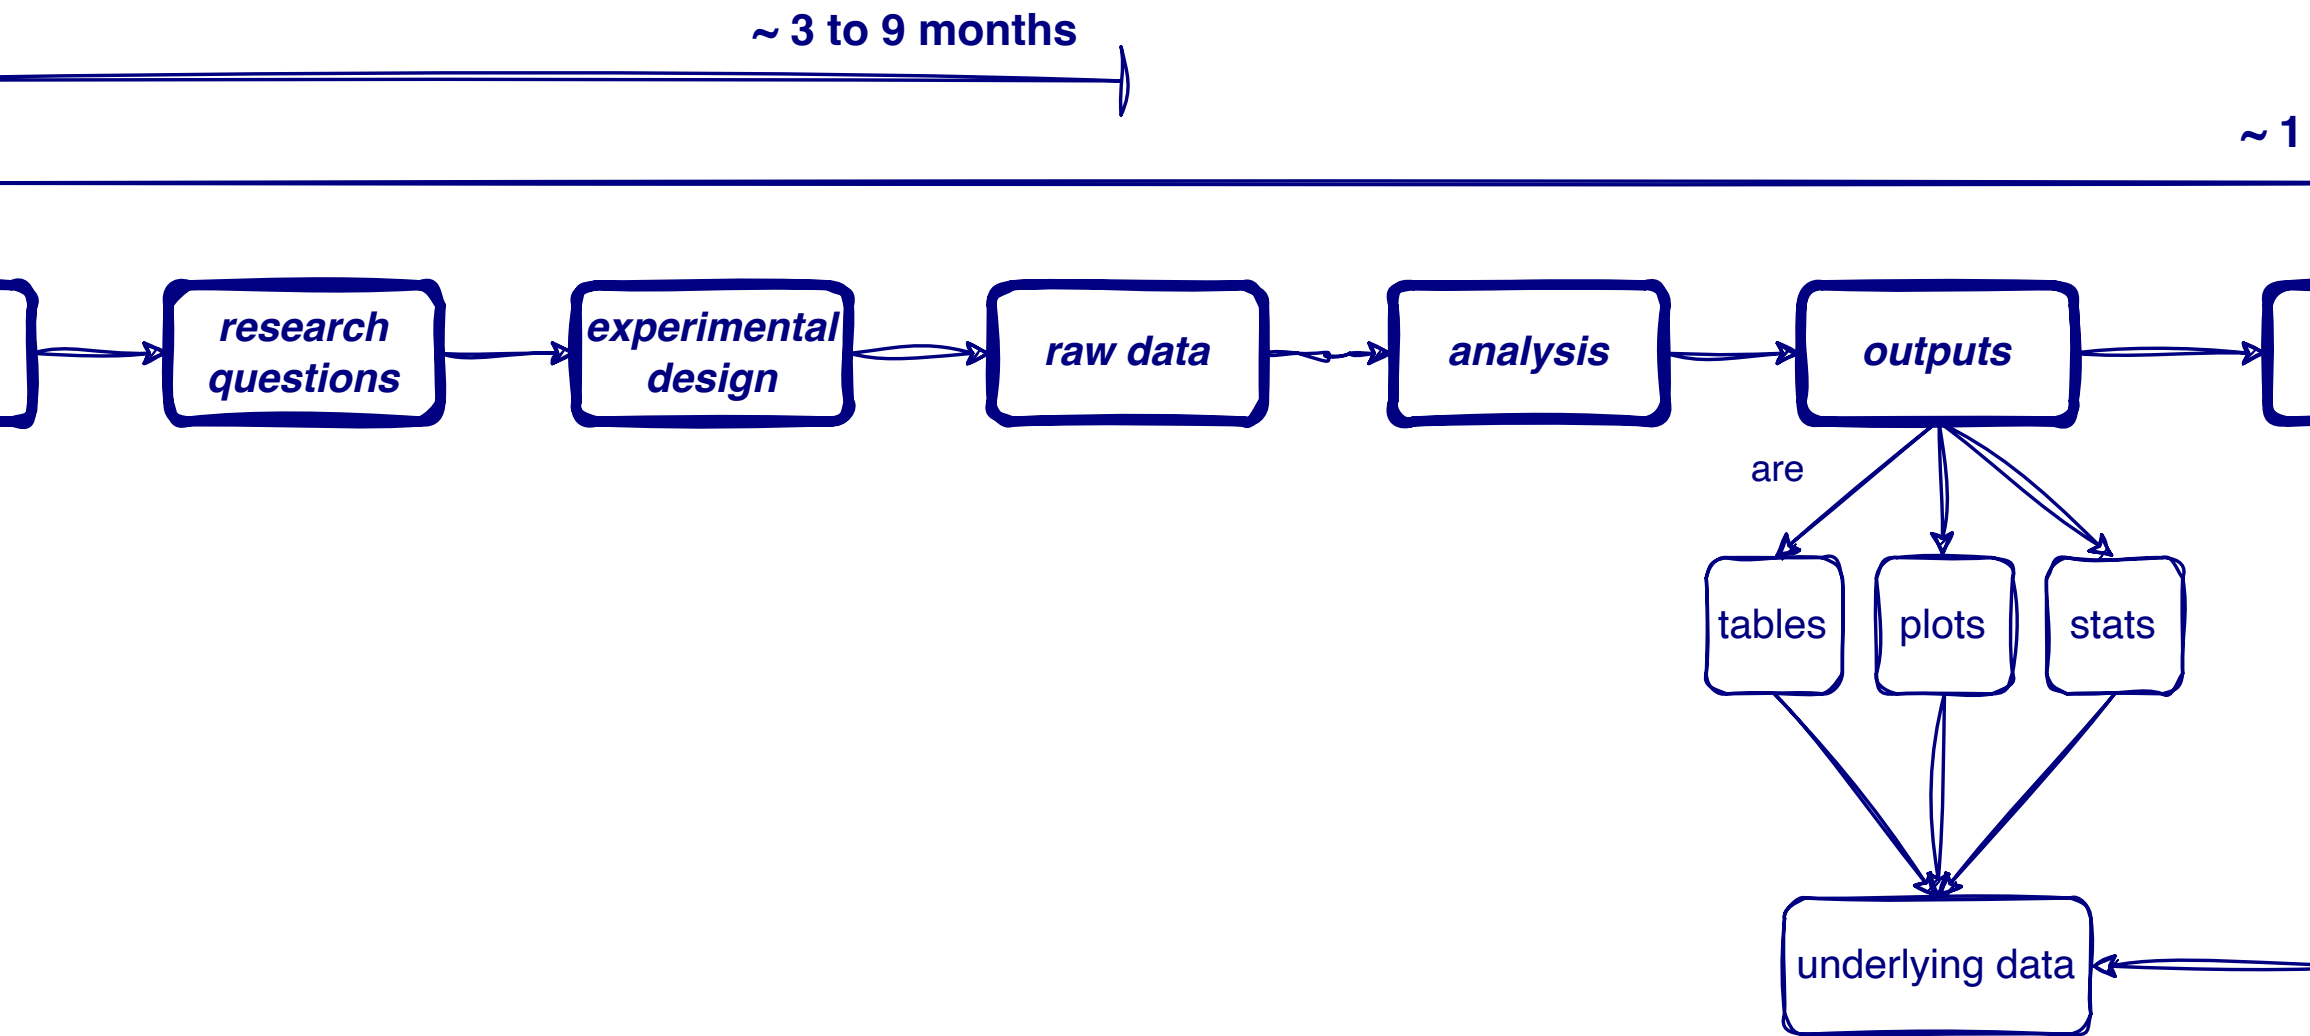 ~ 3 to 9 months
~ 1
research
questions
experimental
design
raw data
analysis
outputs
are
tables
plots
stats
underlying data